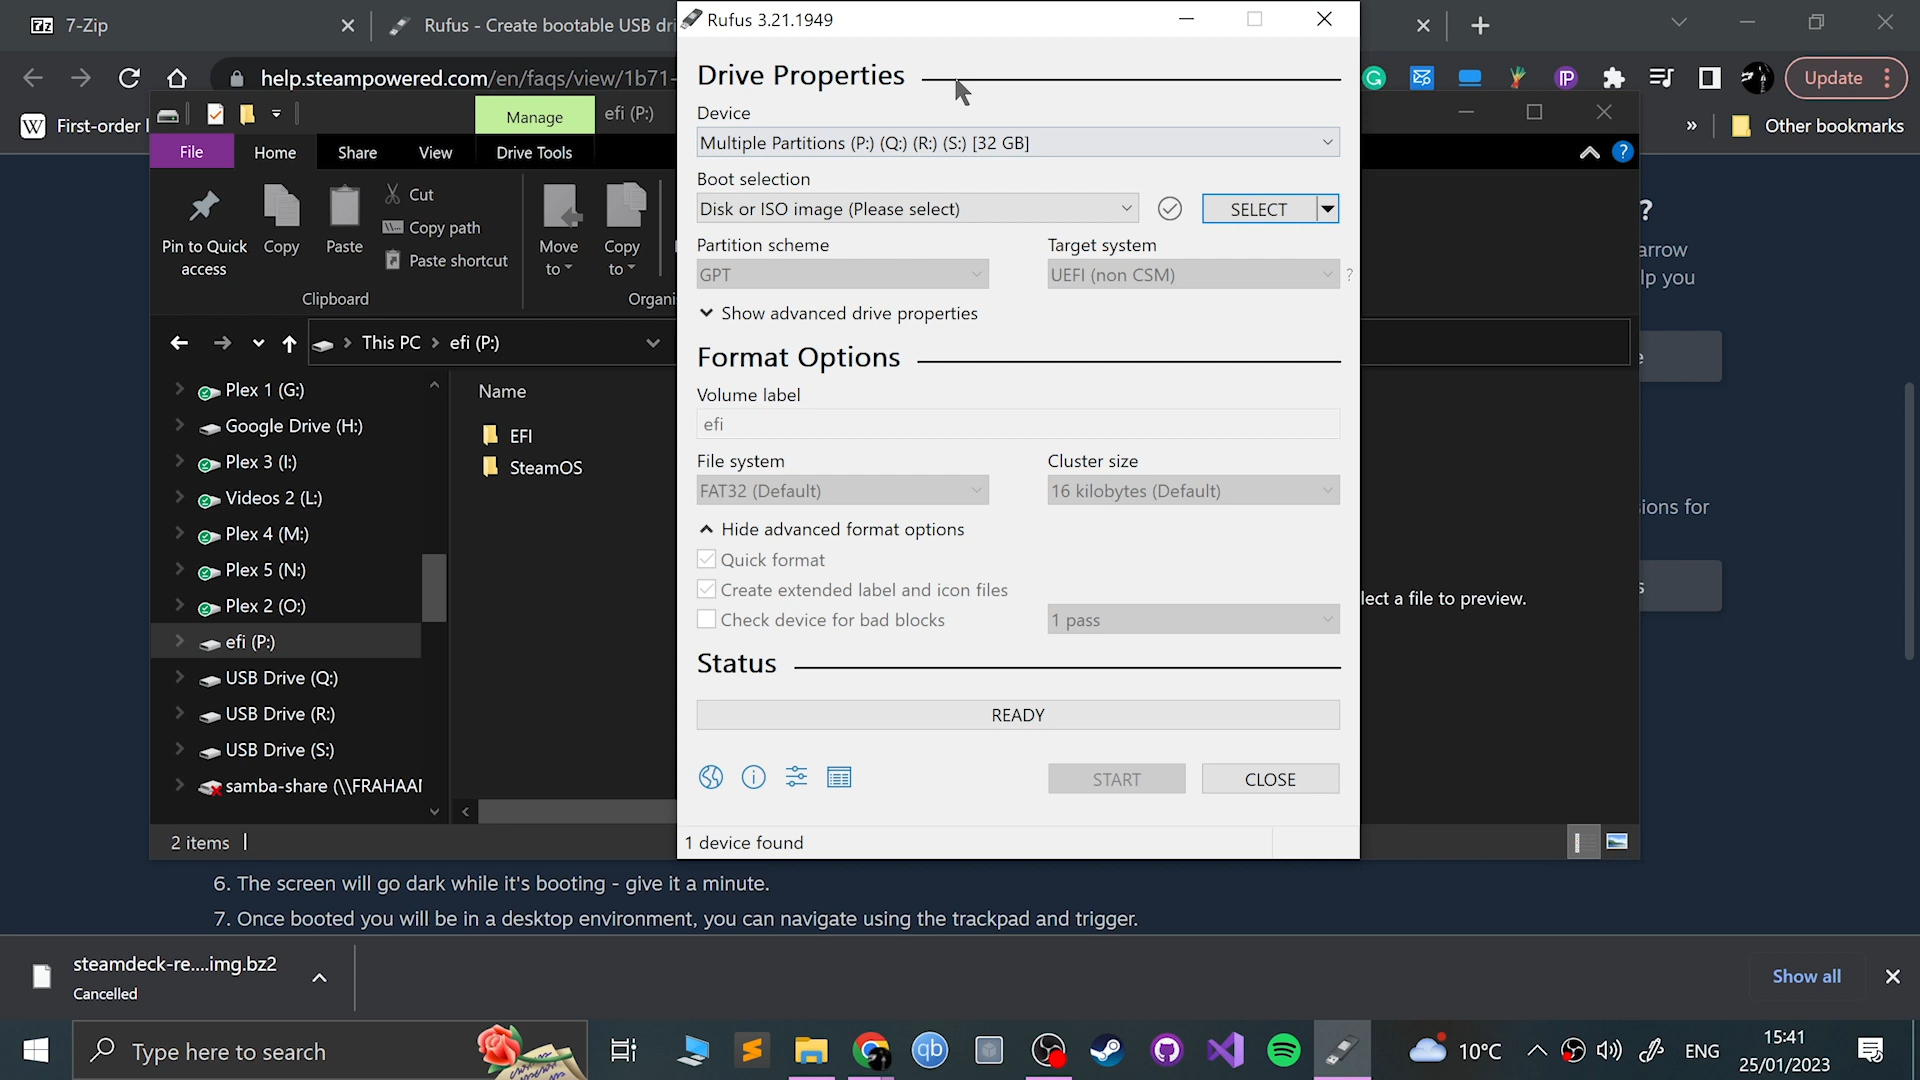 7-Zip
Rufus - Create bootable USB dri
Rufus 3.21.1949
help.steampowered.com/en/faqs/view/1b71-
Update
First-order
Other bookmarks
Manage
efi (P:)
File
Home
Share
View
Drive Tools
Pin to Quick
access
Copy
Paste
Cut
Copy path
Paste shortcut
Move
to
Copy
to
Clipboard
Organi
This PC > efi (P:)
Plex 1 (G:)
Google Drive (H:)
Plex 3 (I:)
Videos 2 (L:)
Plex 4 (M:)
Plex 5 (N:)
Plex 2 (O:)
efi (P:)
USB Drive (Q:)
USB Drive (R:)
USB Drive (S:)
samba-share (\\FRAHAAI
Name
EFI
SteamOS
2 items
Drive Properties
Device
Multiple Partitions (P:) (Q:) (R:) (S:) [32 GB]
Boot selection
Disk or ISO image (Please select)
SELECT
Partition scheme
Target system
GPT
UEFI (non CSM)
?
Show advanced drive properties
Format Options
Volume label
efi
File system
Cluster size
FAT32 (Default)
16 kilobytes (Default)
Hide advanced format options
Quick format
Create extended label and icon files
Check device for bad blocks
1 pass
Status
READY
START
CLOSE
1 device found
?
arrow
lp you
e
ions for
s
lect a file to preview.
6. The screen will go dark while it's booting - give it a minute.
7. Once booted you will be in a desktop environment, you can navigate using the trackpad and trigger.
steamdeck-re....img.bz2
Cancelled
Show all
Type here to search
10°C
ENG
15:41
25/01/2023